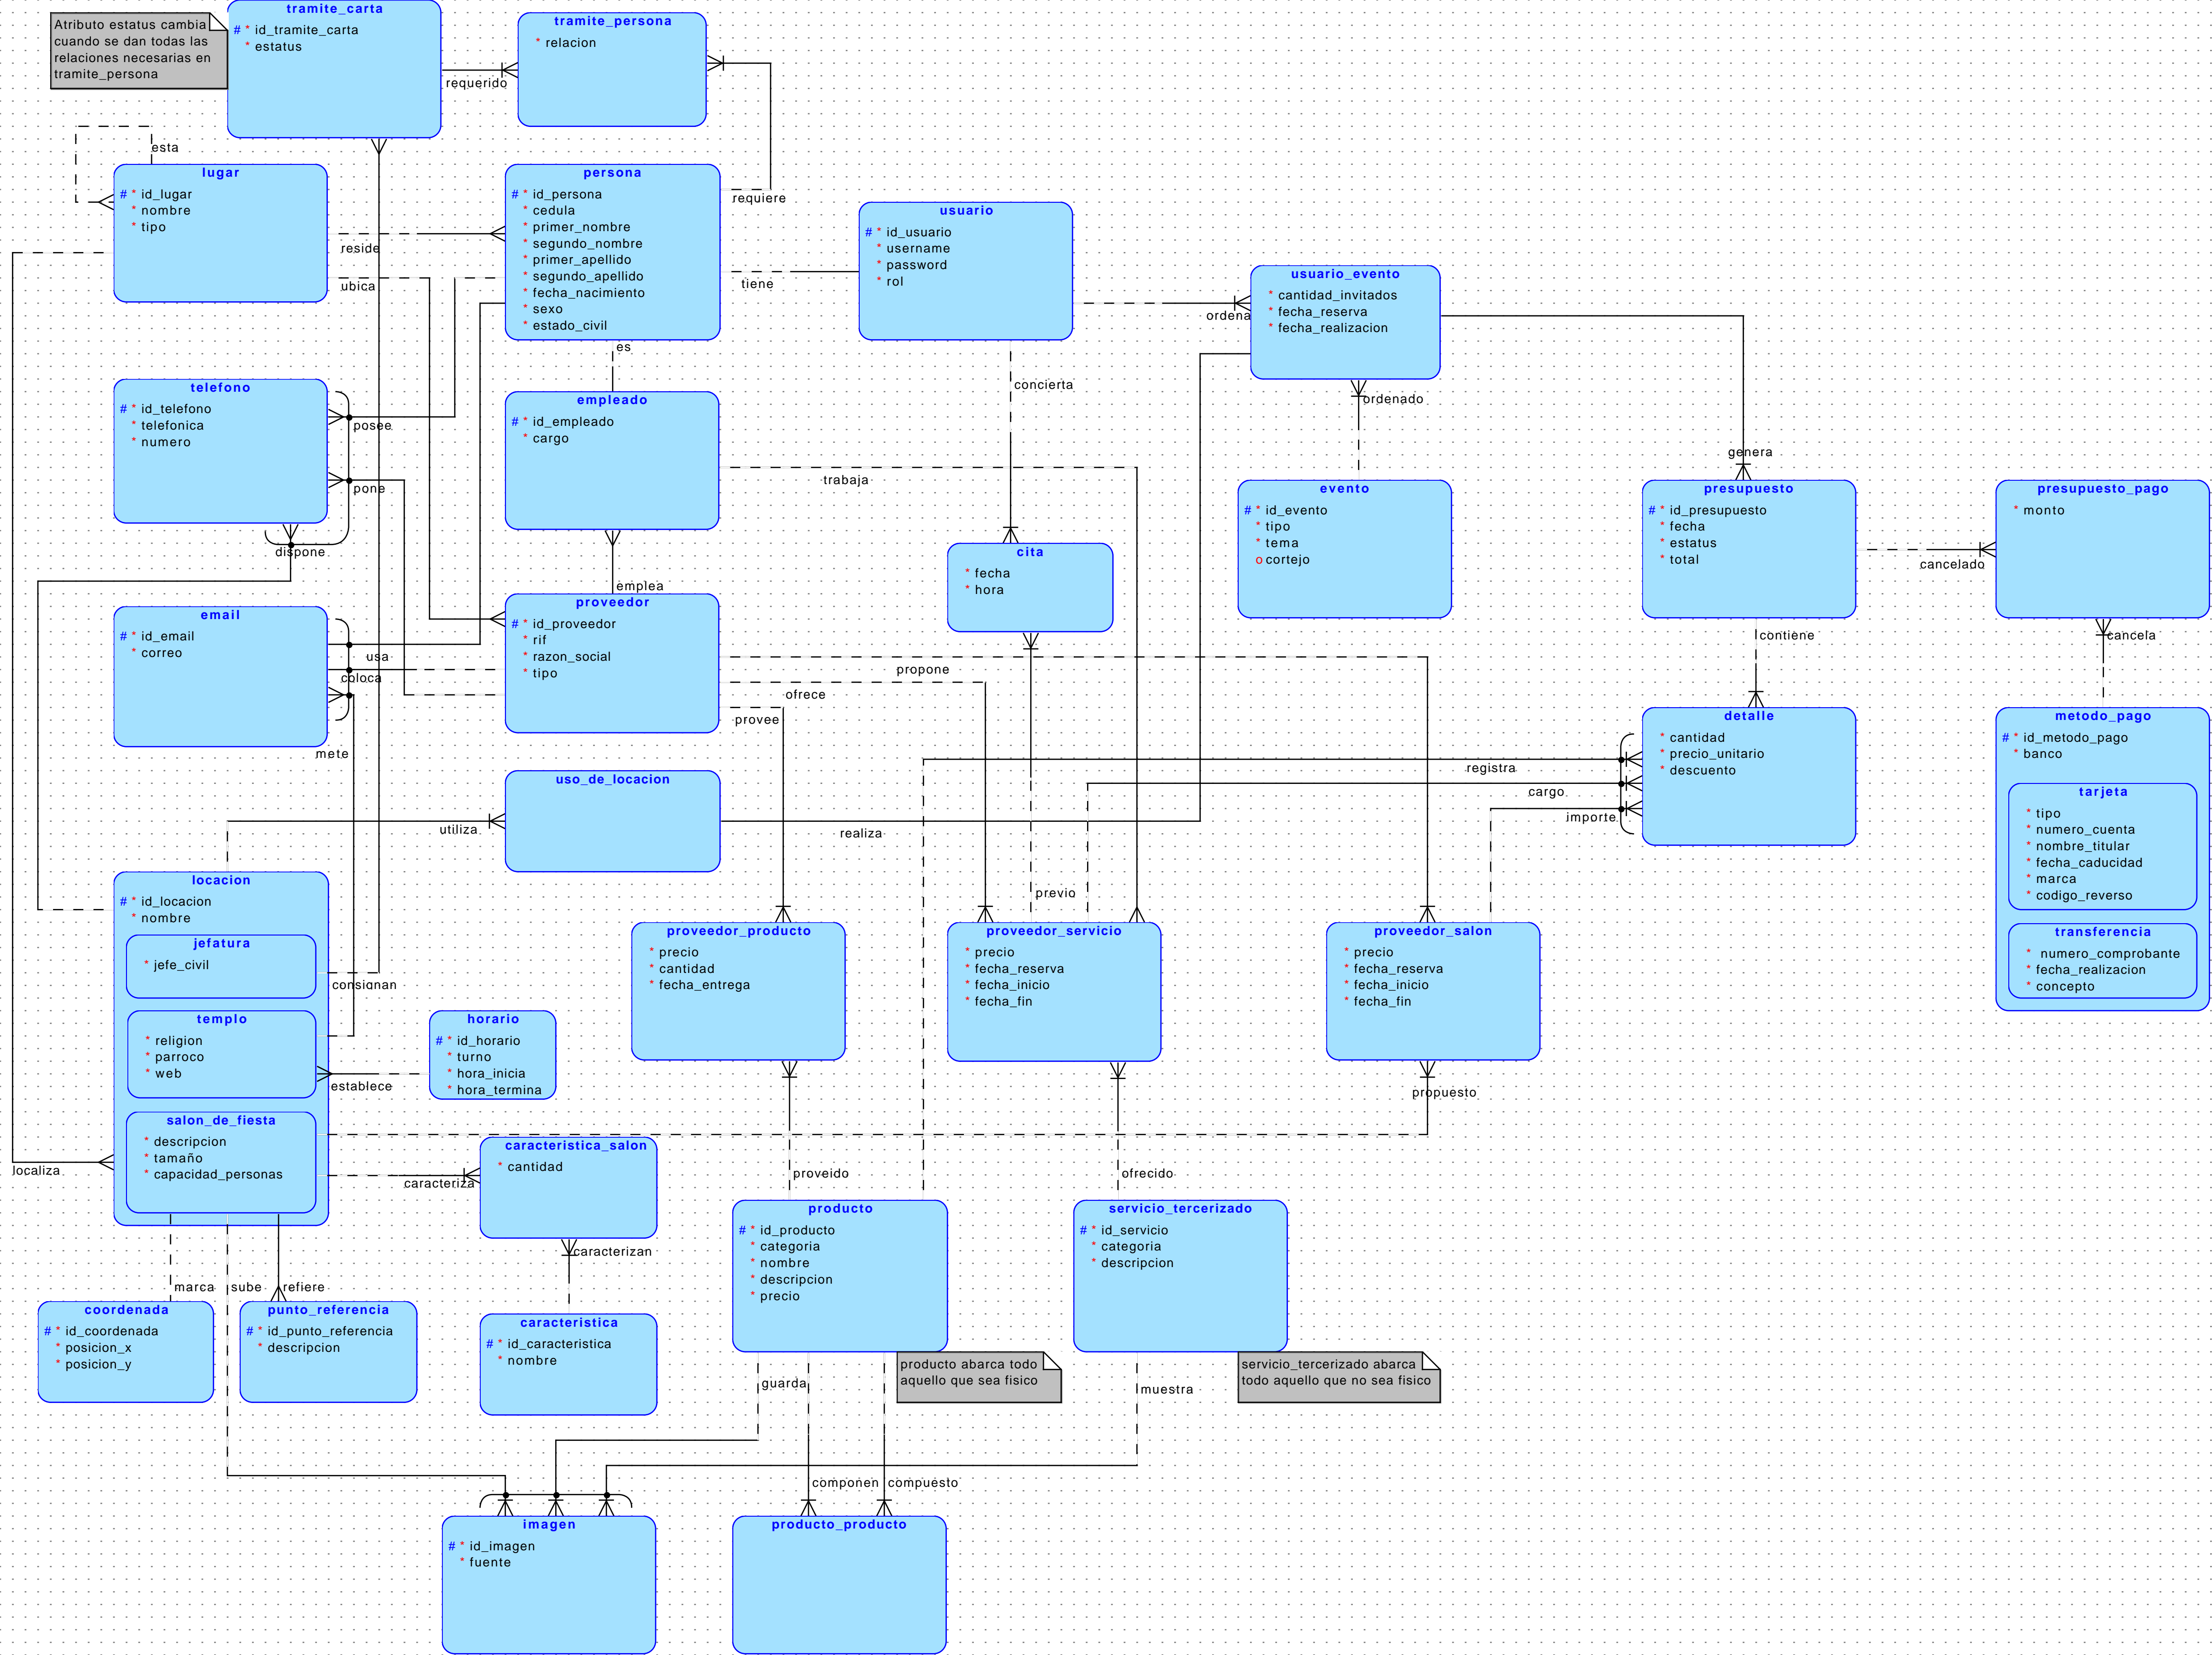 Atributo estatus cambia
cuando se dan todas las
relaciones necesarias en
tramite_persona
tramite_carta
# * id_tramite_carta
* estatus
tramite_persona
* relacion
requerido
requiere
esta
lugar
# * id_lugar
* nombre
* tipo
reside
ubica
persona
# * id_persona
* cedula
* primer_nombre
* segundo_nombre
* primer_apellido
* segundo_apellido
* fecha_nacimiento
* sexo
* estado_civil
tiene
es
usuario
# * id_usuario
* username
* password
* rol
ordena
concierta
usuario_evento
* cantidad_invitados
* fecha_reserva
* fecha_realizacion
ordenado
genera
telefono
# * id_telefono
* telefonica
* numero
posee
pone
dispone
empleado
# * id_empleado
* cargo
trabaja
emplea
evento
# * id_evento
* tipo
* tema
o cortejo
presupuesto
# * id_presupuesto
* fecha
* estatus
* total
cancelado
contiene
presupuesto_pago
* monto
cancela
cita
* fecha
* hora
email
# * id_email
* correo
usa
coloca
mete
proveedor
# * id_proveedor
* rif
* razon_social
* tipo
propone
ofrece
provee
detalle
* cantidad
* precio_unitario
* descuento
registra
cargo
importe
metodo_pago
# * id_metodo_pago
* banco
tarjeta
* tipo
* numero_cuenta
* nombre_titular
* fecha_caducidad
* marca
* codigo_reverso
transferencia
* numero_comprobante
* fecha_realizacion
* concepto
uso_de_locacion
utiliza
realiza
previo
locacion
# * id_locacion
* nombre
jefatura
* jefe_civil
consignan
templo
* religion
* parroco
* web
establece
salon_de_fiesta
* descripcion
* tamaño
* capacidad_personas
localiza
caracteriza
horario
# * id_horario
* turno
* hora_inicia
* hora_termina
proveedor_producto
* precio
* cantidad
* fecha_entrega
proveedor_servicio
* precio
* fecha_reserva
* fecha_inicio
* fecha_fin
proveedor_salon
* precio
* fecha_reserva
* fecha_inicio
* fecha_fin
propuesto
proveido
ofrecido
caracteristica_salon
* cantidad
caracterizan
marca
sube
refiere
coordenada
# * id_coordenada
* posicion_x
* posicion_y
punto_referencia
# * id_punto_referencia
* descripcion
caracteristica
# * id_caracteristica
* nombre
producto
# * id_producto
* categoria
* nombre
* descripcion
* precio
servicio_tercerizado
# * id_servicio
* categoria
* descripcion
producto abarca todo
aquello que sea fisico
servicio_tercerizado abarca
todo aquello que no sea fisico
guarda
muestra
componen
compuesto
imagen
# * id_imagen
* fuente
producto_producto